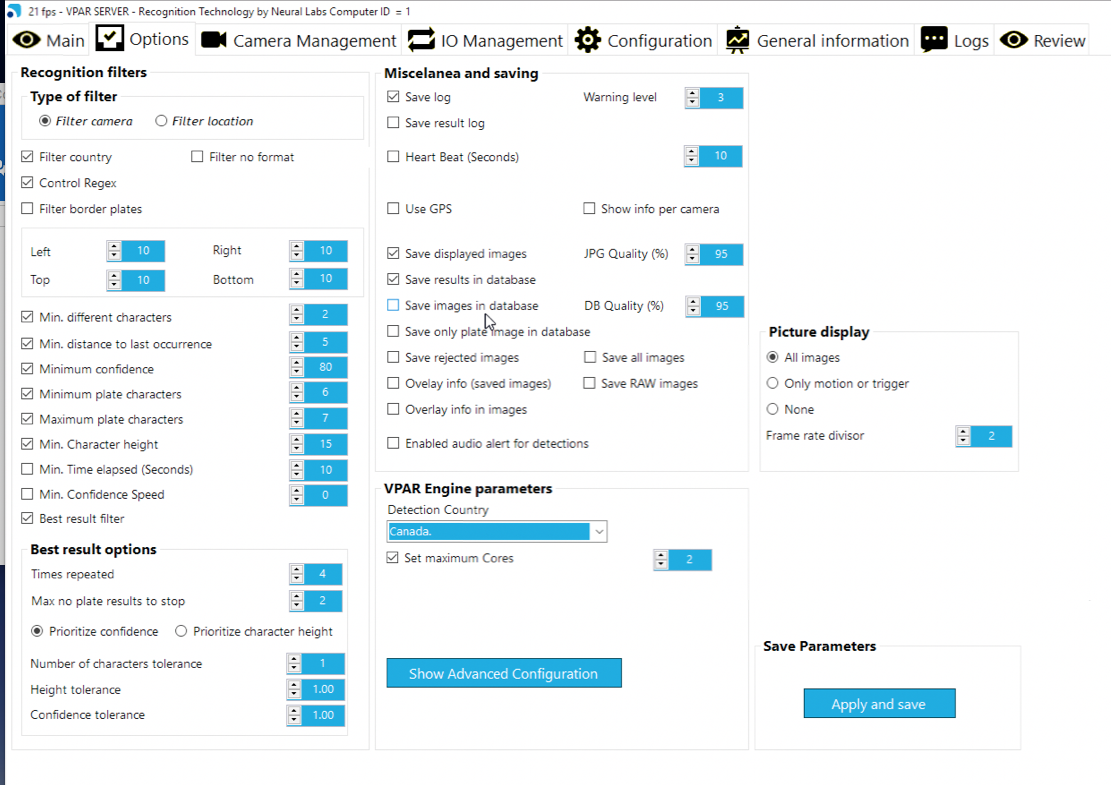 21 fps - VPAR SERVER - Recognition Technology by Neural Labs Computer ID = 1
Main Options Camera Management IO Management Configuration General information Logs Review
Recognition filters
Type of filter
Filter camera Filter location
Filter country Filter no format
Control Regex
Filter border plates
Left 10 Right 10
Top 10 Bottom 10
Min. different characters 2
Min. distance to last occurrence 5
Minimum confidence 80
Minimum plate characters 6
Maximum plate characters 7
Min. Character height 15
Min. Time elapsed (Seconds) 10
Min. Confidence Speed 0
Best result filter
Best result options
Times repeated 4
Max no plate results to stop 2
Prioritize confidence Prioritize character height
Number of characters tolerance 1
Height tolerance 1.00
Confidence tolerance 1.00
Miscelanea and saving
Save log Warning level 3
Save result log
Heart Beat (Seconds) 10
Use GPS Show info per camera
Save displayed images JPG Quality (%) 95
Save results in database
Save images in database DB Quality (%) 95
Save only plate image in database
Save rejected images Save all images
Ovelay info (saved images) Save RAW images
Overlay info in images
Enabled audio alert for detections
VPAR Engine parameters
Detection Country
Canada.
Set maximum Cores 2
Show Advanced Configuration
Picture display
All images
Only motion or trigger
None
Frame rate divisor 2
Save Parameters
Apply and save